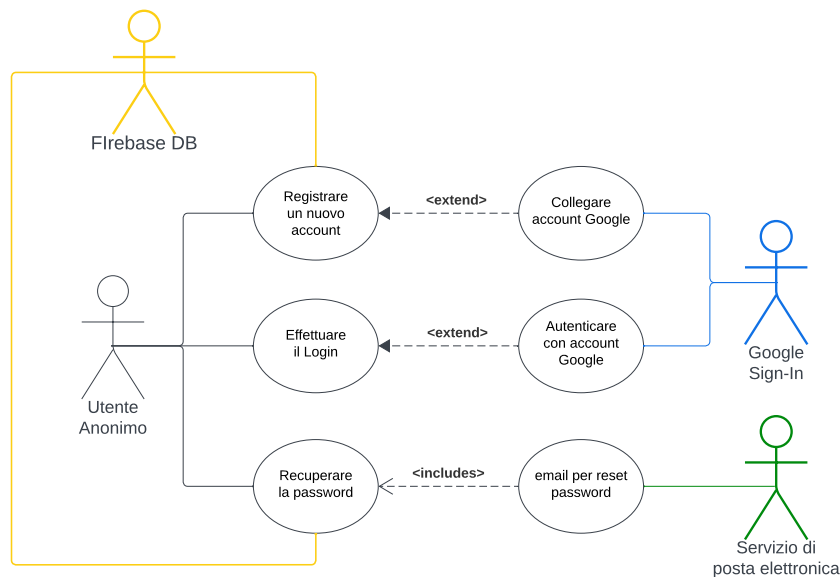 FIrebase DB
Registrare
un nuovo
account
<extend>
Collegare
account Google
Effettuare
il Login
<extend>
Autenticare
con account
Google
Google
Sign-In
Utente
Anonimo
Recuperare
la password
<includes>
email per reset
password
Servizio di
posta elettronica